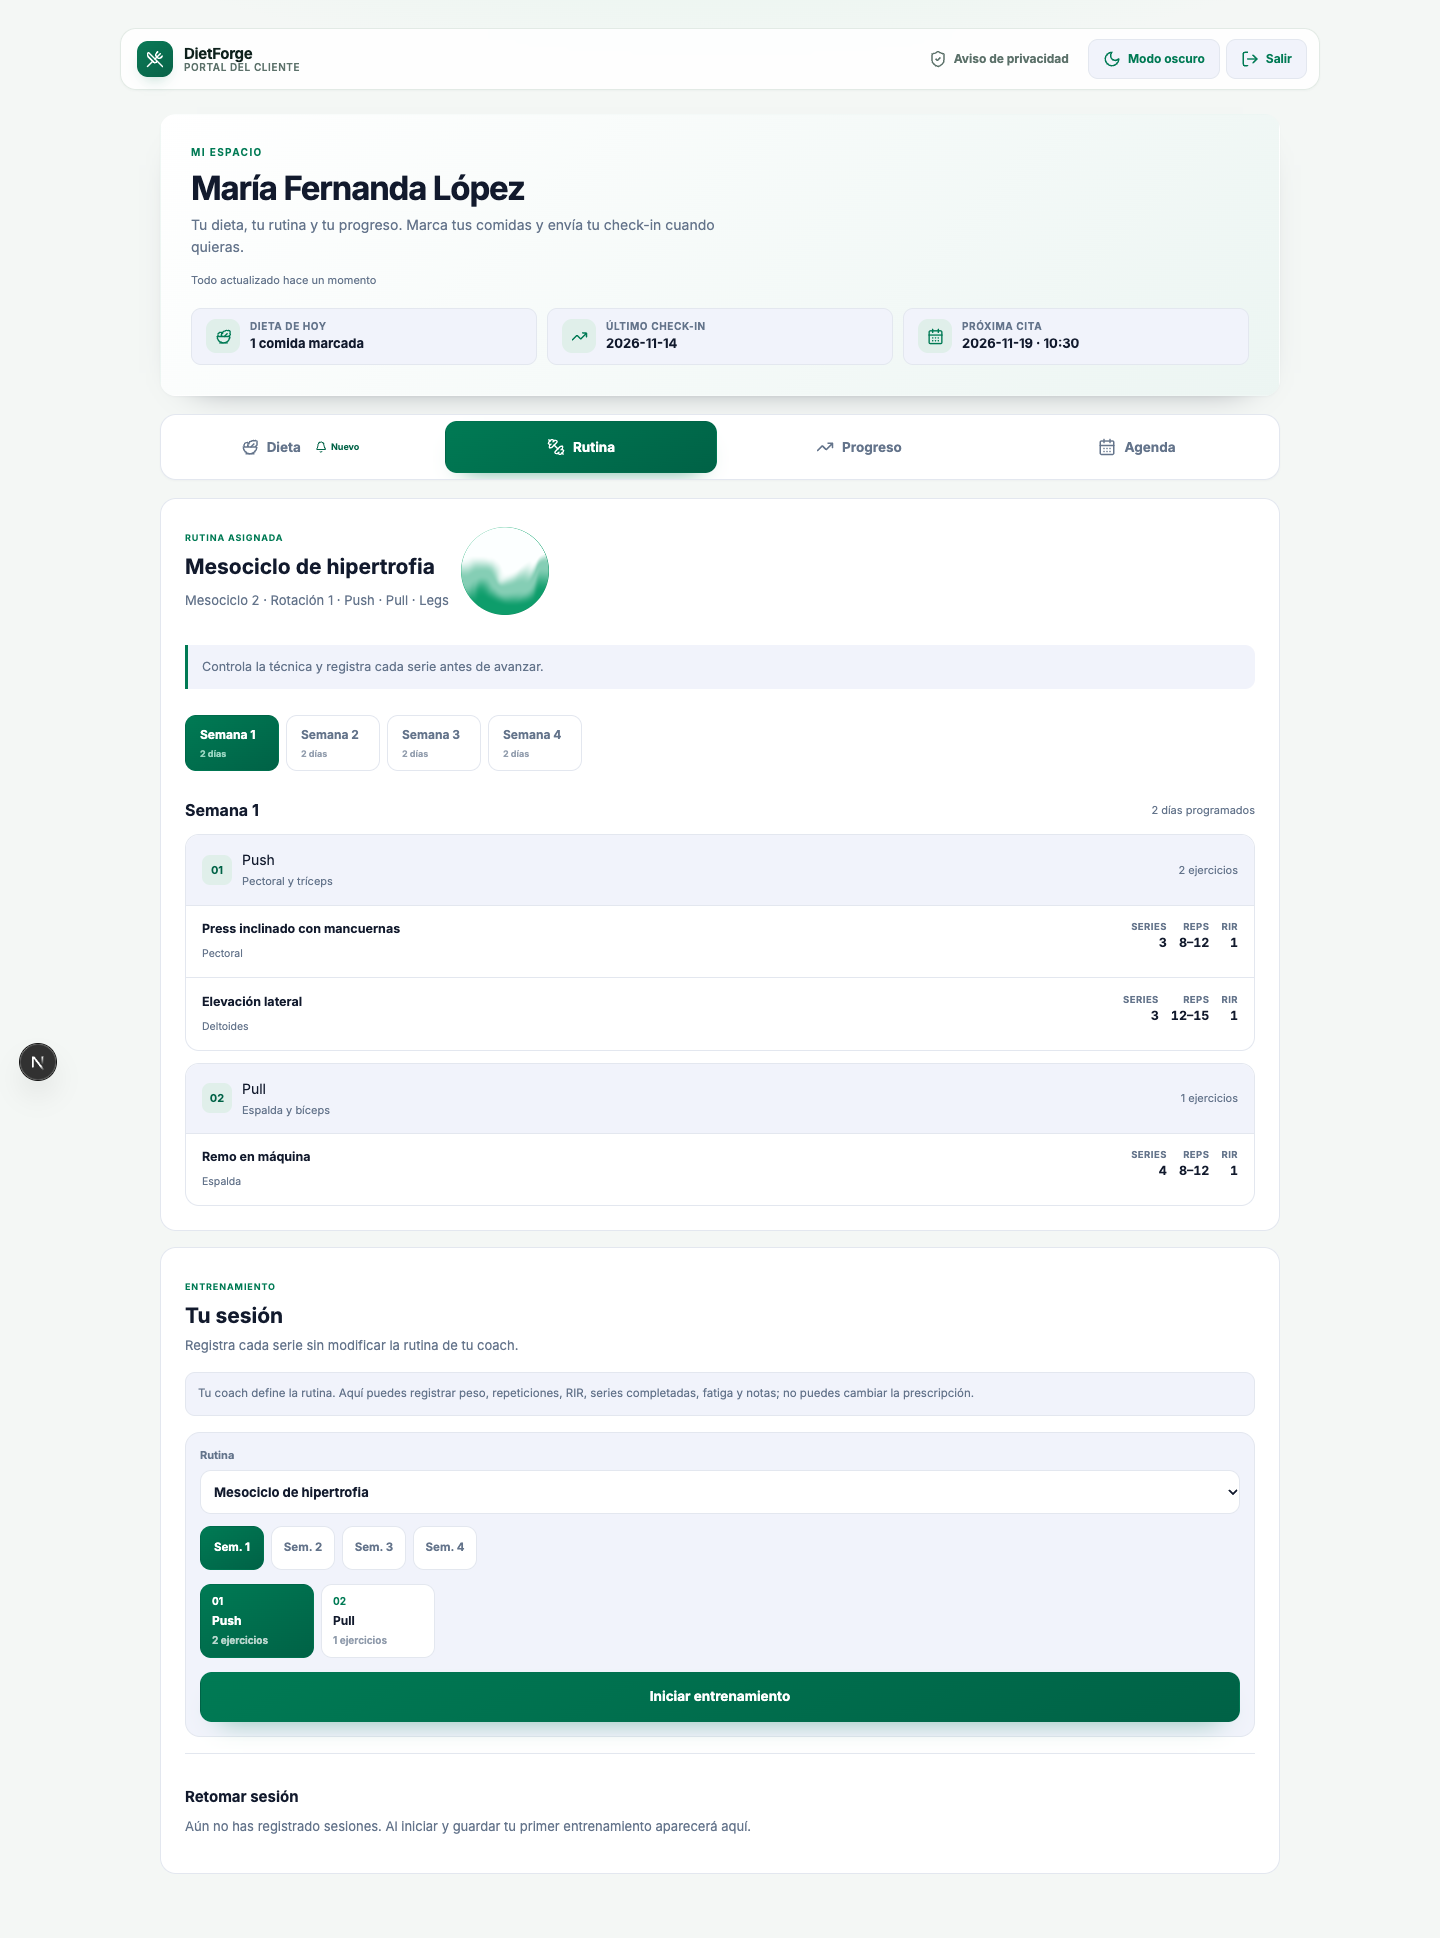 DietForge
PORTAL DEL CLIENTE
Aviso de privacidad
Modo oscuro
Salir
MI ESPACIO
María Fernanda López
Tu dieta, tu rutina y tu progreso. Marca tus comidas y envía tu check-in cuando
quieras.
Todo actualizado hace un momento
DIETA DE HOY
1 comida marcada
ÚLTIMO CHECK-IN
2026-11-14
PRÓXIMA CITA
2026-11-19 · 10:30
Dieta
Nuevo
Rutina
Progreso
Agenda
RUTINA ASIGNADA
Mesociclo de hipertrofia
Mesociclo 2 · Rotación 1 · Push · Pull · Legs
Controla la técnica y registra cada serie antes de avanzar.
Semana 1
2 días
Semana 2
2 días
Semana 3
2 días
Semana 4
2 días
Semana 1
2 días programados
01
Push
Pectoral y tríceps
2 ejercicios
Press inclinado con mancuernas
Pectoral
SERIES REPS RIR
3 8–12 1
Elevación lateral
Deltoides
SERIES REPS RIR
3 12–15 1
02
Pull
Espalda y bíceps
1 ejercicios
Remo en máquina
Espalda
SERIES REPS RIR
4 8–12 1
N
ENTRENAMIENTO
Tu sesión
Registra cada serie sin modificar la rutina de tu coach.
Tu coach define la rutina. Aquí puedes registrar peso, repeticiones, RIR, series completadas, fatiga y notas; no puedes cambiar la prescripción.
Rutina
Mesociclo de hipertrofia
Sem. 1
Sem. 2
Sem. 3
Sem. 4
01
Push
2 ejercicios
02
Pull
1 ejercicios
Iniciar entrenamiento
Retomar sesión
Aún no has registrado sesiones. Al iniciar y guardar tu primer entrenamiento aparecerá aquí.